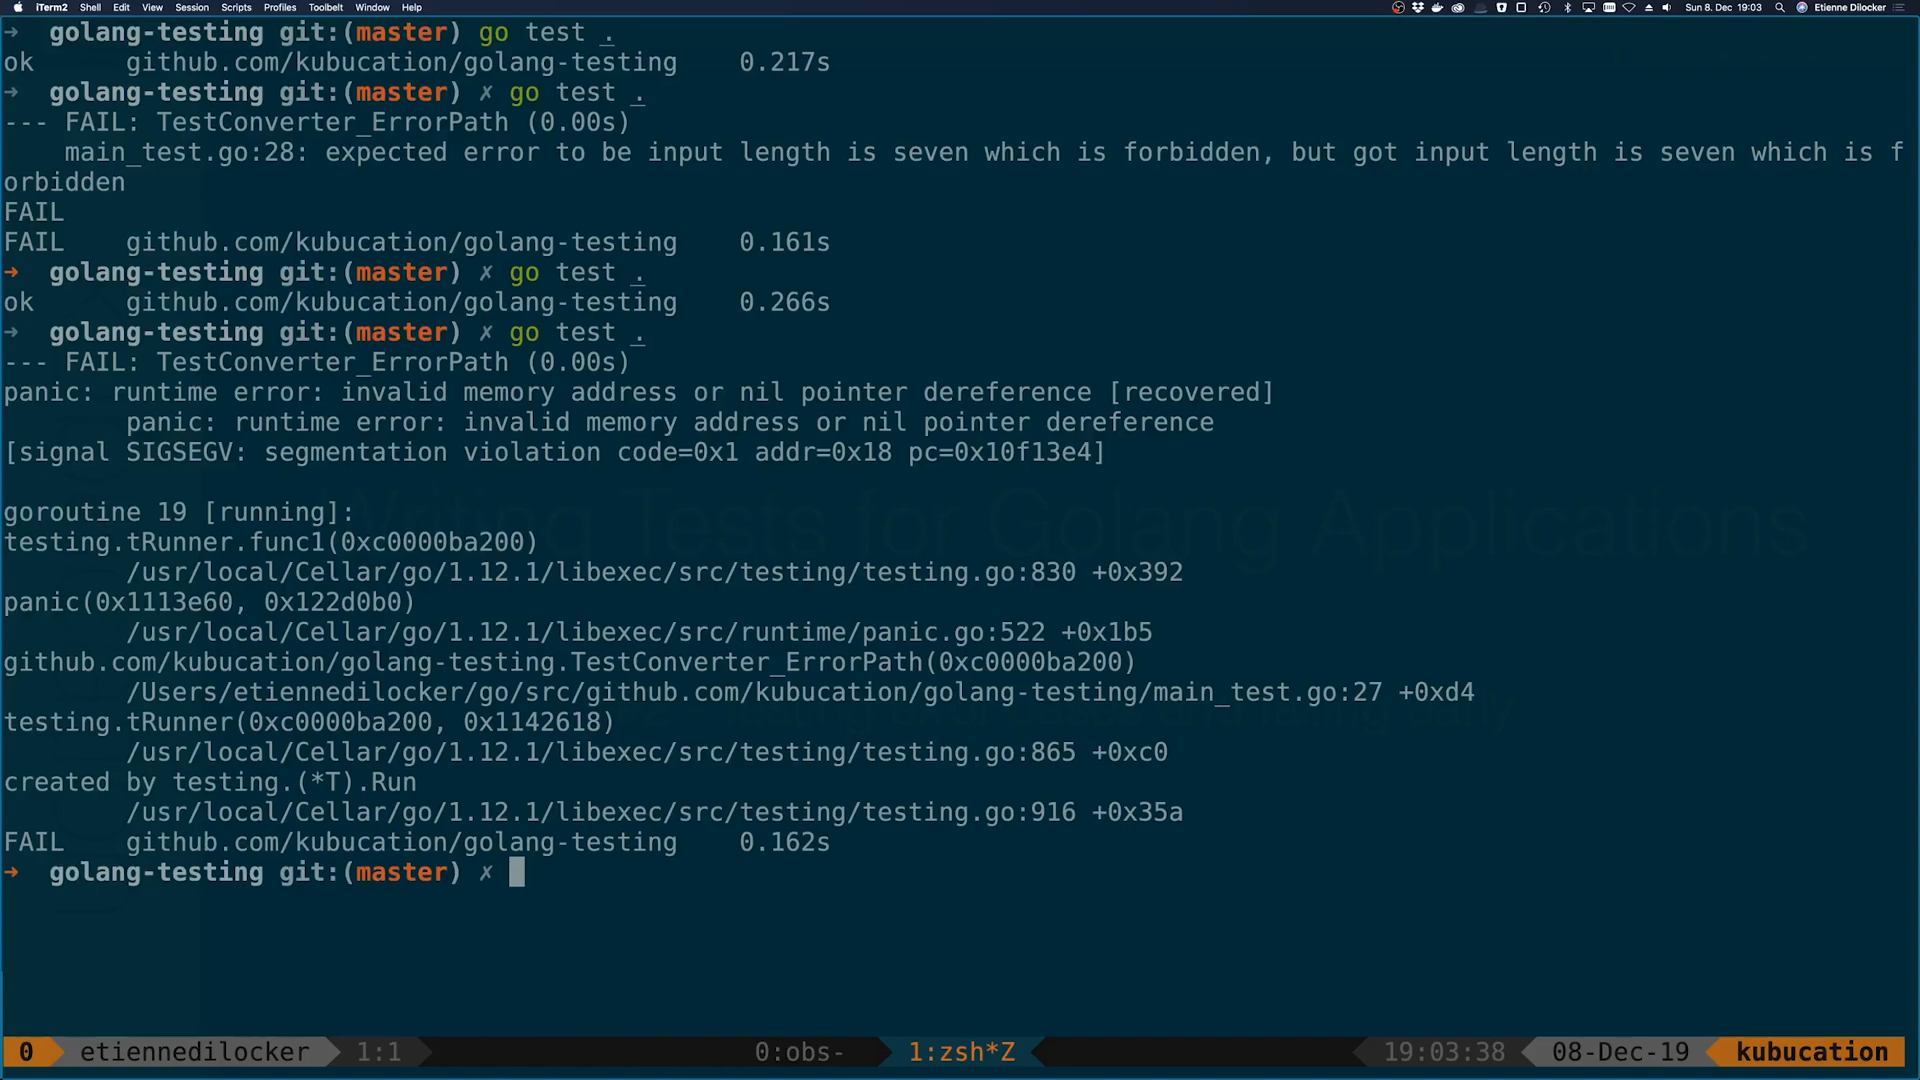 iTerm2 Shell Edit View Session Scripts Profiles Toolbelt Window Help Sun 8. Dec 19:03 Etienne Dilocker
→ golang-testing git:(master) go test .
ok github.com/kubucation/golang-testing 0.217s
→ golang-testing git:(master) ✗ go test .
--- FAIL: TestConverter_ErrorPath (0.00s)
main_test.go:28: expected error to be input length is seven which is forbidden, but got input length is seven which is f
orbidden
FAIL
FAIL github.com/kubucation/golang-testing 0.161s
→ golang-testing git:(master) ✗ go test .
ok github.com/kubucation/golang-testing 0.266s
→ golang-testing git:(master) ✗ go test .
--- FAIL: TestConverter_ErrorPath (0.00s)
panic: runtime error: invalid memory address or nil pointer dereference [recovered]
panic: runtime error: invalid memory address or nil pointer dereference
[signal SIGSEGV: segmentation violation code=0x1 addr=0x18 pc=0x10f13e4]
goroutine 19 [running]:
Writing Tests for Golang Applications
testing.tRunner.func1(0xc0000ba200)
/usr/local/Cellar/go/1.12.1/libexec/src/testing/testing.go:830 +0x392
panic(0x1113e60, 0x122d0b0)
/usr/local/Cellar/go/1.12.1/libexec/src/runtime/panic.go:522 +0x1b5
github.com/kubucation/golang-testing.TestConverter_ErrorPath(0xc0000ba200)
/Users/etiennedilocker/go/src/github.com/kubucation/golang-testing/main_test.go:27 +0xd4
testing.tRunner(0xc0000ba200, 0x1142618)
/usr/local/Cellar/go/1.12.1/libexec/src/testing/testing.go:865 +0xc0
created by testing.(*T).Run
/usr/local/Cellar/go/1.12.1/libexec/src/testing/testing.go:916 +0x35a
FAIL github.com/kubucation/golang-testing 0.162s
→ golang-testing git:(master) ✗
0 etiennedilocker 1:1 0:obs- 1:zsh*Z 19:03:38 08-Dec-19 kubucation